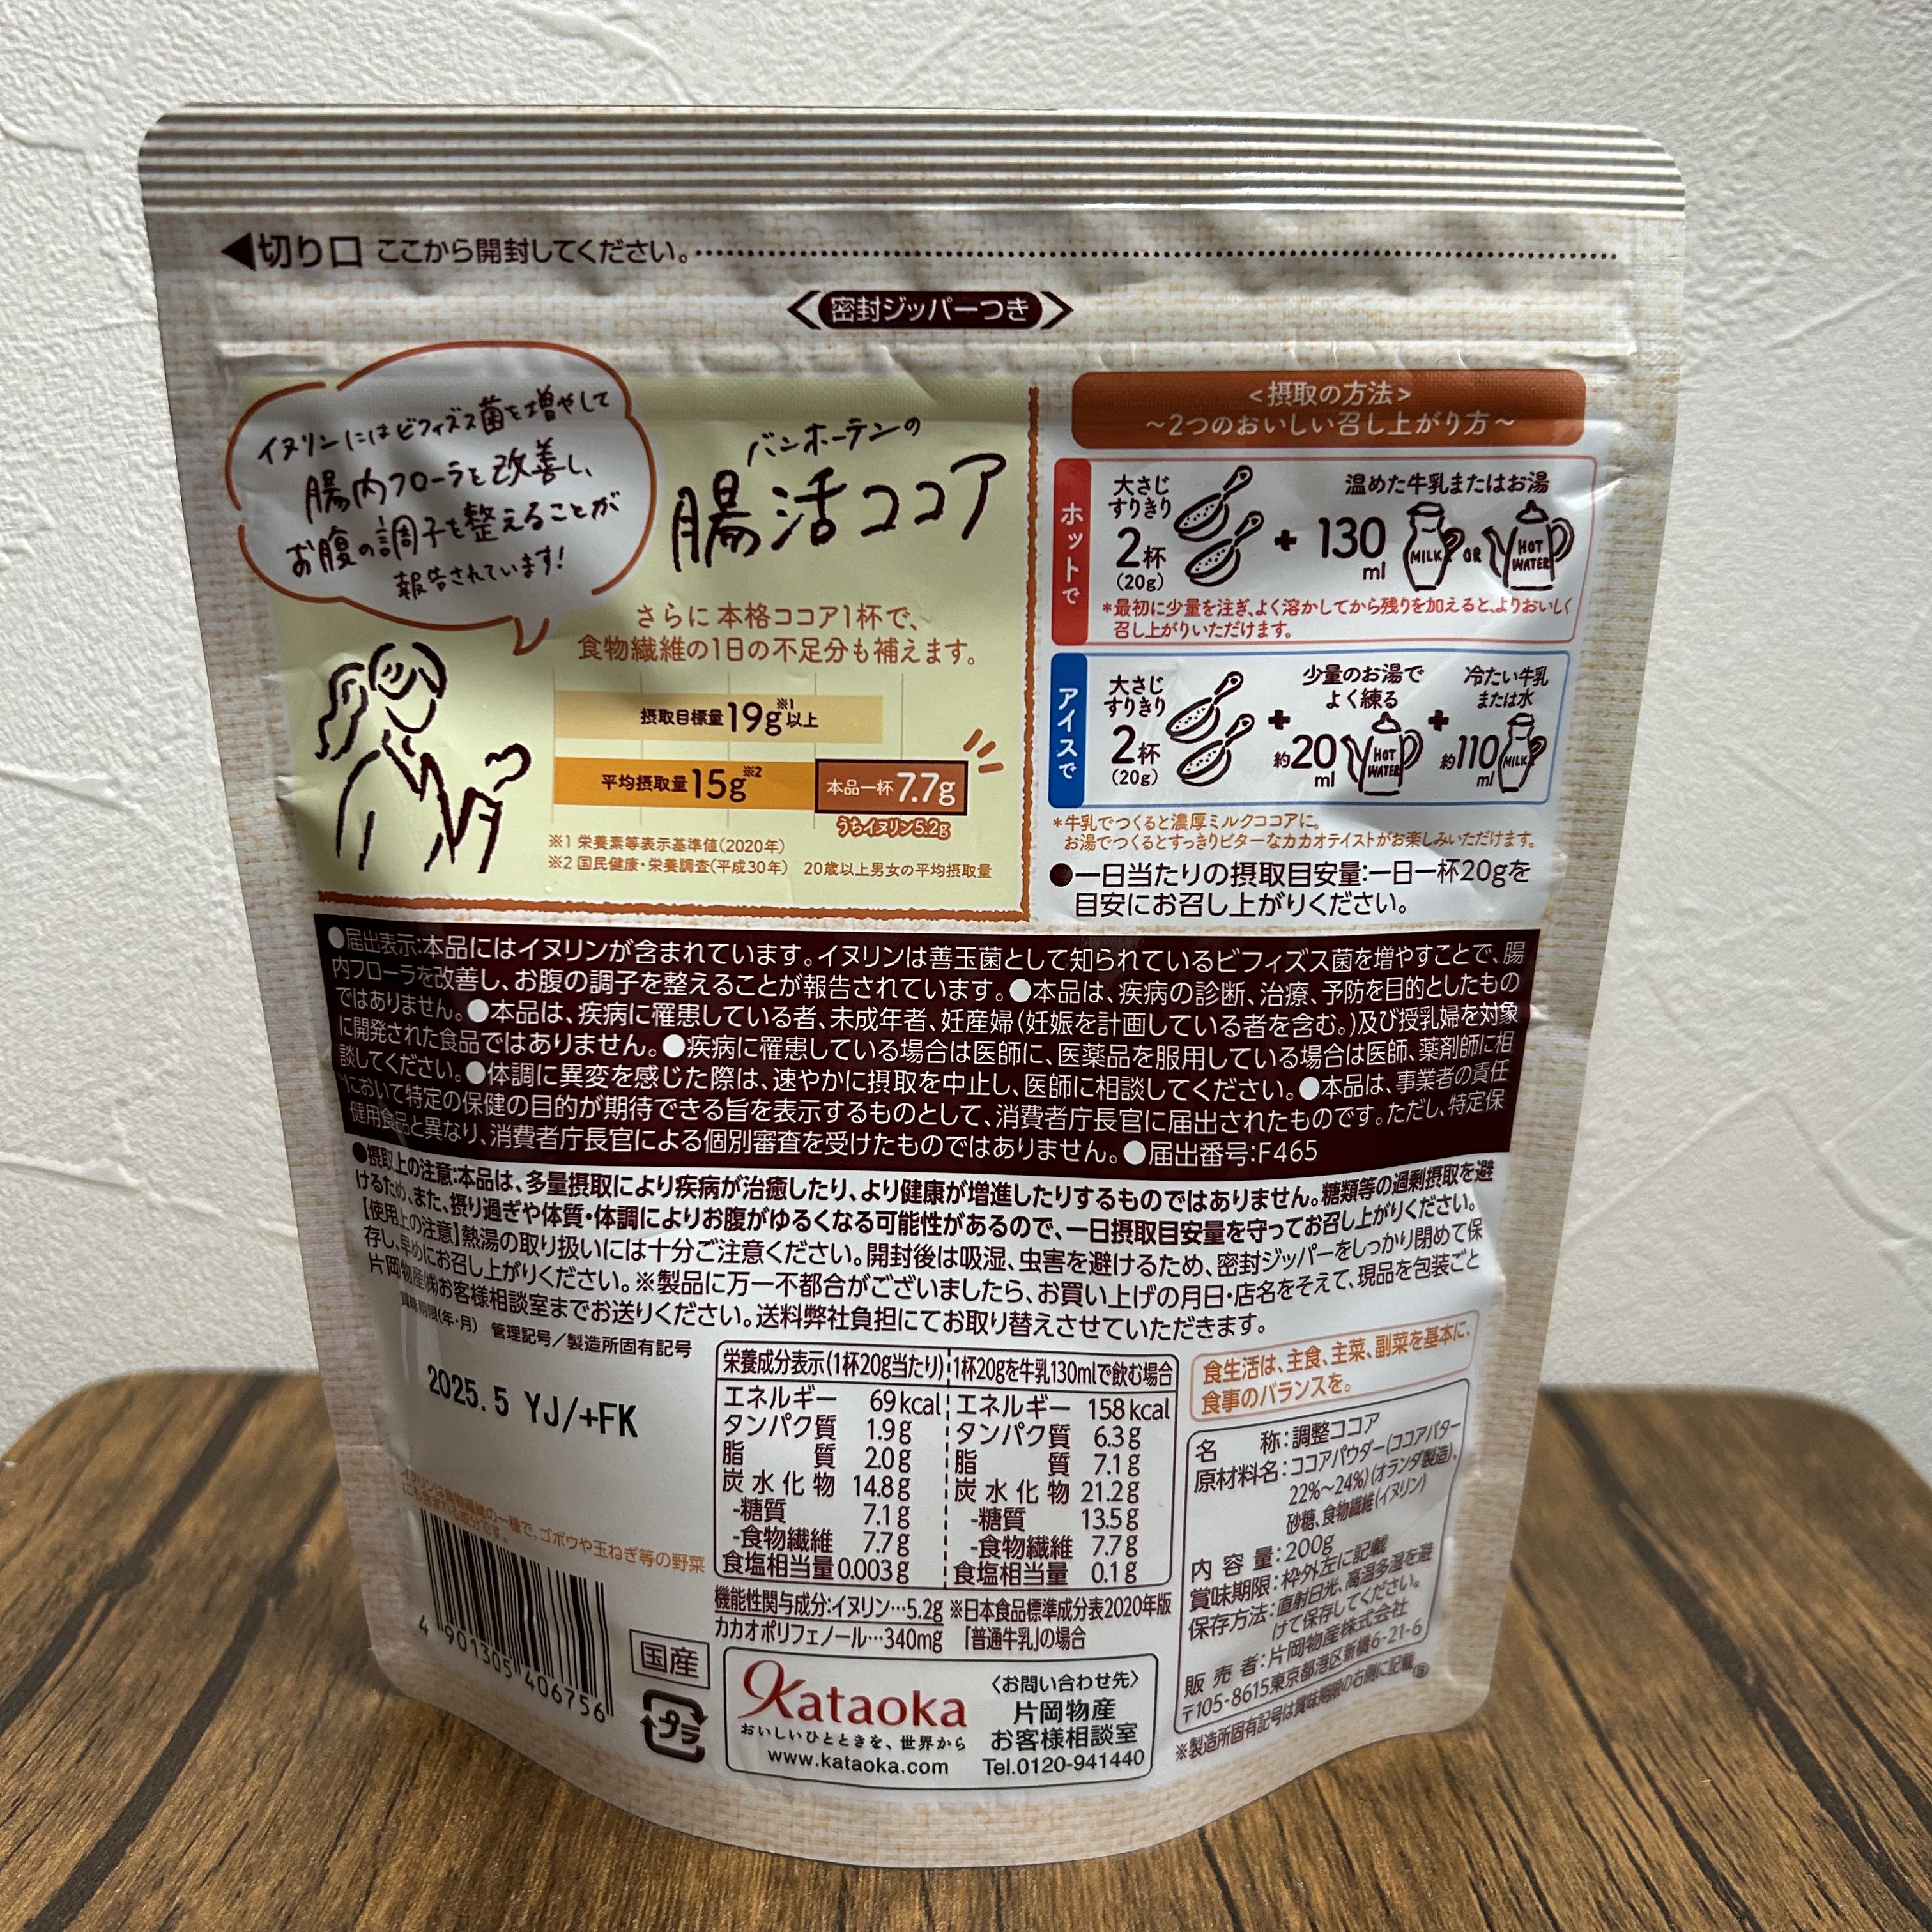 ◀切り口 ここから開封してください。
密封ジッパーつき
イヌリンにはビフィズス菌を増やして
腸内フローラを改善し、
お腹の調子を整えることが
報告されています!
バンホーテンの
腸活ココア
さらに本格ココア1杯で、
食物繊維の1日の不足分も補えます。
摂取目標量19g※1以上
平均摂取量15g※2
本品一杯7.7g
うちイヌリン5.2g
※1 栄養素等表示基準値(2020年)
※2 国民健康・栄養調査(平成30年) 20歳以上男女の平均摂取量
<摂取の方法>
~2つのおいしい召し上がり方~
ホットで
大さじ
すりきり
2杯
(20g)
+
温めた牛乳またはお湯
130
ml
MILK
OR
HOT
WATER
*最初に少量を注ぎ、よく溶かしてから残りを加えると、よりおいしく
召し上がりいただけます。
アイスで
大さじ
すりきり
2杯
(20g)
+
少量のお湯で
よく練る
約20
ml
HOT
WATER
+
冷たい牛乳
または水
約110
ml
MILK
*牛乳でつくると濃厚ミルクココアに。
お湯でつくるとすっきりビターなカカオテイストがお楽しみいただけます。
●一日当たりの摂取目安量:一日一杯20gを
目安にお召し上がりください。
●届出表示:本品にはイヌリンが含まれています。イヌリンは善玉菌として知られているビフィズス菌を増やすことで、腸
内フローラを改善し、お腹の調子を整えることが報告されています。●本品は、疾病の診断、治療、予防を目的としたもの
ではありません。●本品は、疾病に罹患している者、未成年者、妊産婦(妊娠を計画している者を含む。)及び授乳婦を対象
に開発された食品ではありません。●疾病に罹患している場合は医師に、医薬品を服用している場合は医師、薬剤師に相
談してください。●体調に異変を感じた際は、速やかに摂取を中止し、医師に相談してください。●本品は、事業者の責任
において特定の保健の目的が期待できる旨を表示するものとして、消費者庁長官に届出されたものです。ただし、特定保
健用食品と異なり、消費者庁長官による個別審査を受けたものではありません。●届出番号:F465
●摂取上の注意:本品は、多量摂取により疾病が治癒したり、より健康が増進したりするものではありません。糖類等の過剰摂取を避
けるため、また、摂り過ぎや体質・体調によりお腹がゆるくなる可能性があるので、一日摂取目安量を守ってお召し上がりください。
【使用上の注意】熱湯の取り扱いには十分ご注意ください。開封後は吸湿、虫害を避けるため、密封ジッパーをしっかり閉めて保
存し、早めにお召し上がりください。※製品に万一不都合がございましたら、お買い上げの月日・店名をそえて、現品を包装ごと
片岡物産㈱お客様相談室までお送りください。送料弊社負担にてお取り替えさせていただきます。
賞味期限(年・月) 管理記号/製造所固有記号
2025.5 YJ/+FK
栄養成分表示(1杯20g当たり)
エネルギー 69kcal
タンパク質 1.9g
脂質 2.0g
炭水化物 14.8g
-糖質 7.1g
-食物繊維 7.7g
食塩相当量 0.003g
1杯20gを牛乳130mlで飲む場合
エネルギー 158kcal
タンパク質 6.3g
脂質 7.1g
炭水化物 21.2g
-糖質 13.5g
-食物繊維 7.7g
食塩相当量 0.1g
機能性関与成分:イヌリン…5.2g
カカオポリフェノール…340mg
※日本食品標準成分表2020年版
「普通牛乳」の場合
食生活は、主食、主菜、副菜を基本に、
食事のバランスを。
名称:調整ココア
原材料名:ココアパウダー(ココアバター
22%~24%)(オランダ製造)、
砂糖、食物繊維(イヌリン)
内容量:200g
賞味期限:枠外左に記載
保存方法:直射日光、高温多湿を避
けて保存してください。
販売者:片岡物産株式会社
〒105-8615東京都港区新橋6-21-6
※製造所固有記号は賞味期限の右側に記載
イヌリンは食物繊維の一種で、ゴボウや玉ねぎ等の野菜
にも含まれる成分です。
4 901305 406756
国産
プラ
Kataoka
おいしいひとときを、世界から
www.kataoka.com
〈お問い合わせ先〉
片岡物産
お客様相談室
Tel.0120-941440